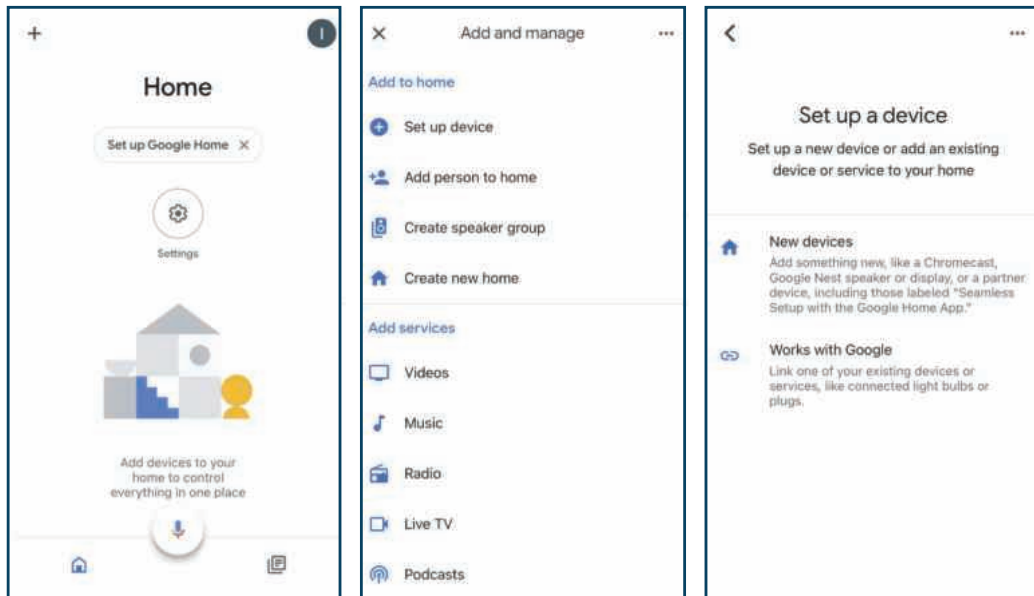 +
I
Home
Set up Google Home ×
Settings
Add devices to your
home to control
everything in one place
× Add and manage ...
Add to home
Set up device
Add person to home
Create speaker group
Create new home
Add services
Videos
Music
Radio
Live TV
Podcasts
...
Set up a device
Set up a new device or add an existing
device or service to your home
New devices
Add something new, like a Chromecast,
Google Nest speaker or display, or a partner
device, including those labeled "Seamless
Setup with the Google Home App."
Works with Google
Link one of your existing devices or
services, like connected light bulbs or
plugs.